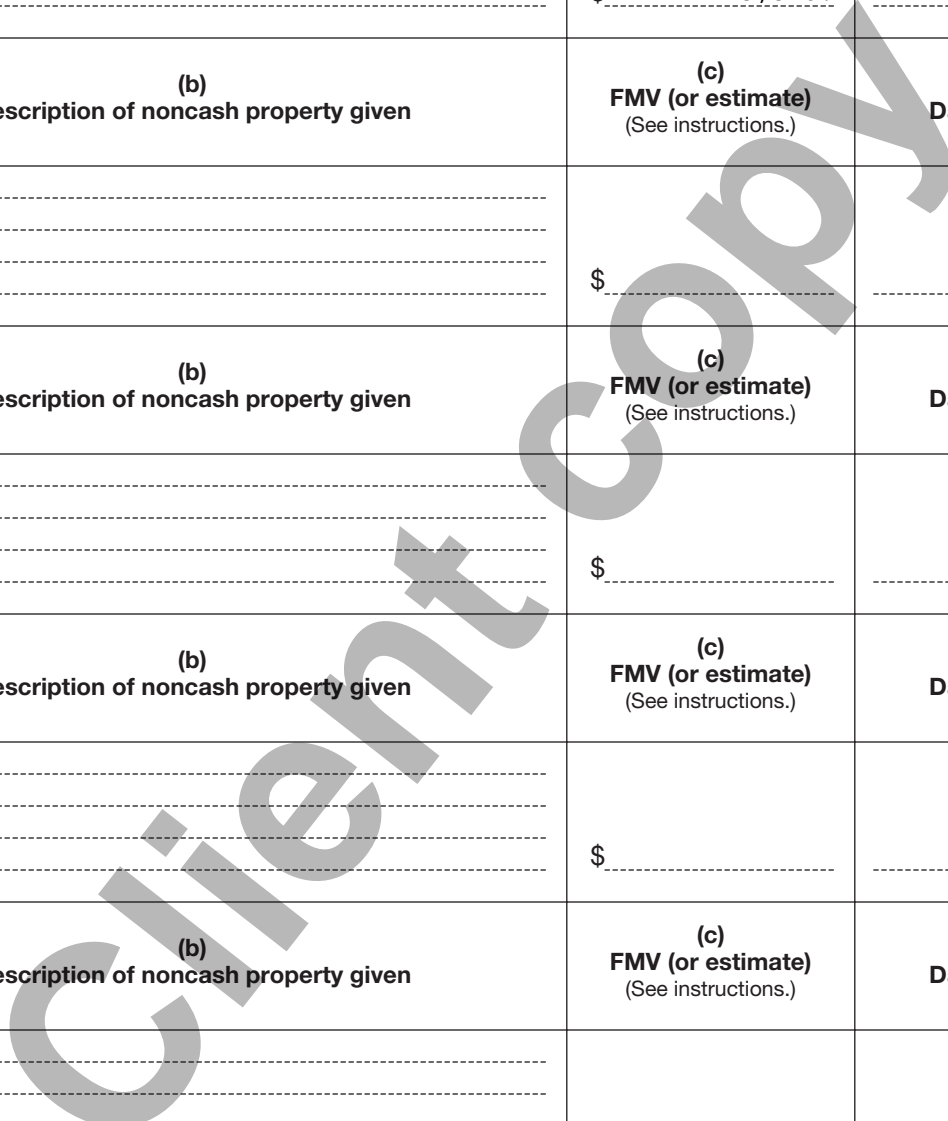 $
(b)
(c)
escription of noncash property given
FMV (or estimate)
(See instructions.)
$
(b)
(c)
escription of noncash property given
FMV (or estimate)
(See instructions.)
$
(b)
(c)
escription of noncash property given
FMV (or estimate)
(See instructions.)
$
(b)
(c)
escription of noncash property given
FMV (or estimate)
(See instructions.)
Client copy